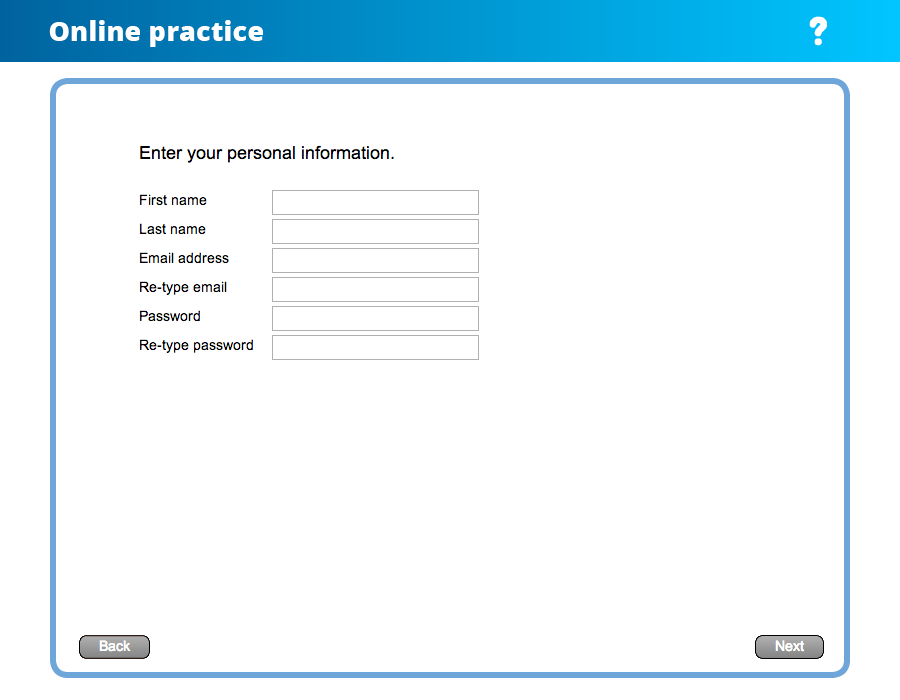 Online practice ?
Enter your personal information.
First name
Last name
Email address
Re-type email
Password
Re-type password
Back Next